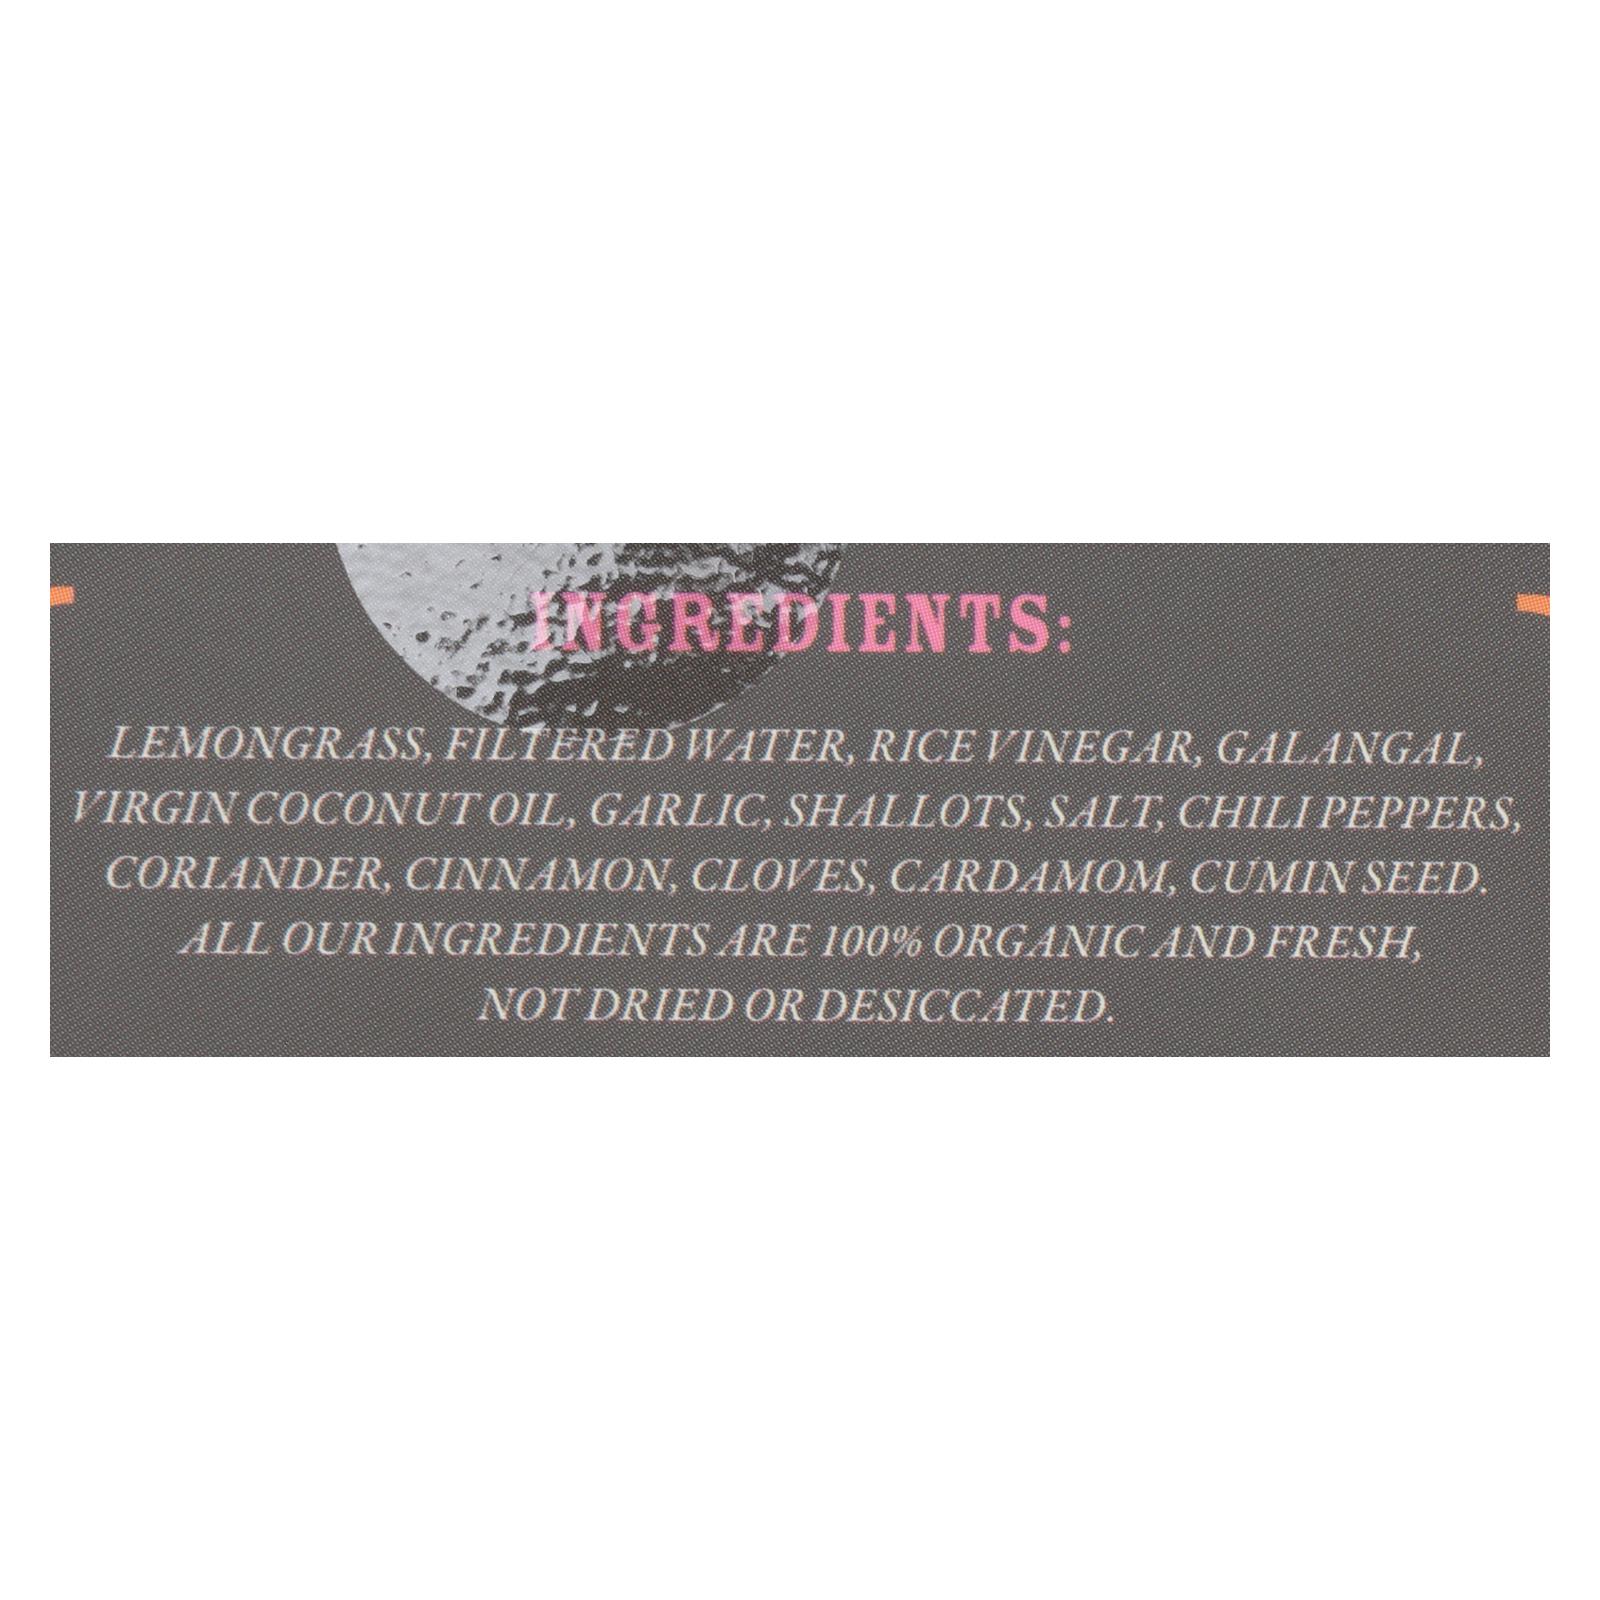 INGREDIENTS:
LEMONGRASS, FILTERED WATER, RICE VINEGAR, GALANGAL,
VIRGIN COCONUT OIL, GARLIC, SHALLOTS, SALT, CHILI PEPPERS,
CORIANDER, CINNAMON, CLOVES, CARDAMOM, CUMIN SEED.
ALL OUR INGREDIENTS ARE 100% ORGANIC AND FRESH,
NOT DRIED OR DESICCATED.